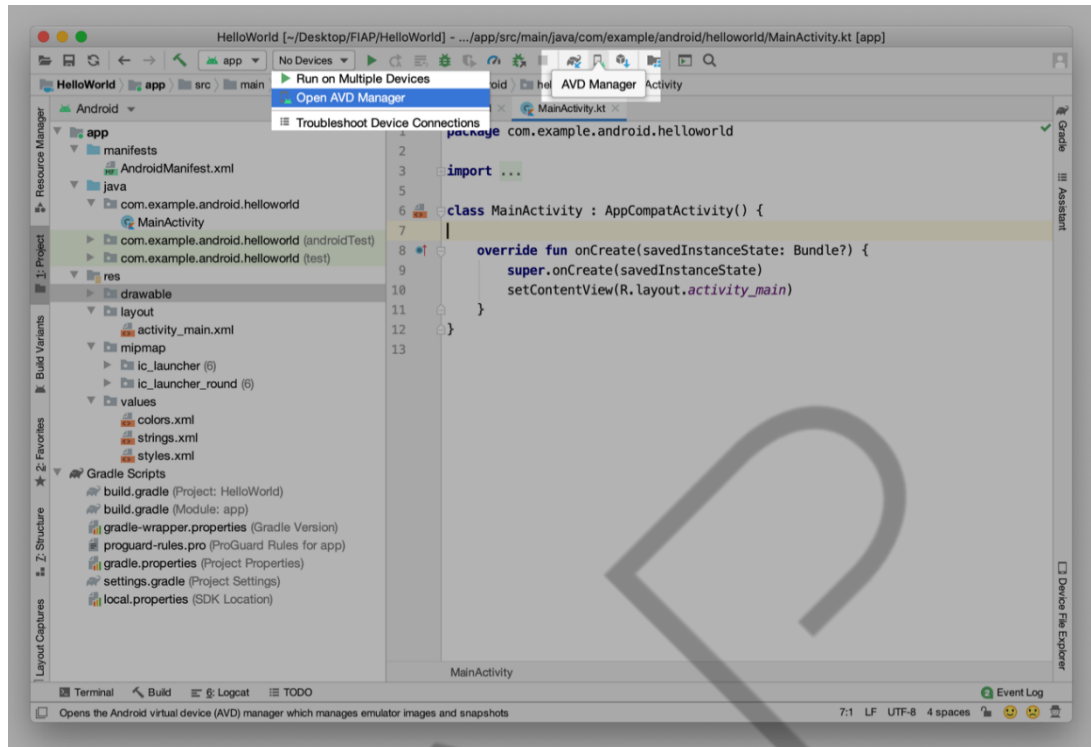 HelloWorld [~/Desktop/FIAP/HelloWorld] - .../app/src/main/java/com/example/android/helloworld/MainActivity.kt [app]
app
No Devices
HelloWorld
app
src
main
Run on Multiple Devices
Open AVD Manager
Troubleshoot Device Connections
AVD Manager
Activity
Android
MainActivity.kt
Resource Manager
1: Project
Build Variants
2: Favorites
7: Structure
Layout Captures
app
manifests
AndroidManifest.xml
java
com.example.android.helloworld
MainActivity
com.example.android.helloworld (androidTest)
com.example.android.helloworld (test)
res
drawable
layout
activity_main.xml
mipmap
ic_launcher (6)
ic_launcher_round (6)
values
colors.xml
strings.xml
styles.xml
Gradle Scripts
build.gradle (Project: HelloWorld)
build.gradle (Module: app)
gradle-wrapper.properties (Gradle Version)
proguard-rules.pro (ProGuard Rules for app)
gradle.properties (Project Properties)
settings.gradle (Project Settings)
local.properties (SDK Location)
1 package com.example.android.helloworld
2
3 import ...
5
6 class MainActivity : AppCompatActivity() {
7
8 override fun onCreate(savedInstanceState: Bundle?) {
9 super.onCreate(savedInstanceState)
10 setContentView(R.layout.activity_main)
11 }
12 }
13
MainActivity
Gradle
Assistant
Device File Explorer
Terminal
Build
6: Logcat
TODO
2 Event Log
Opens the Android virtual device (AVD) manager which manages emulator images and snapshots
7:1 LF UTF-8 4 spaces